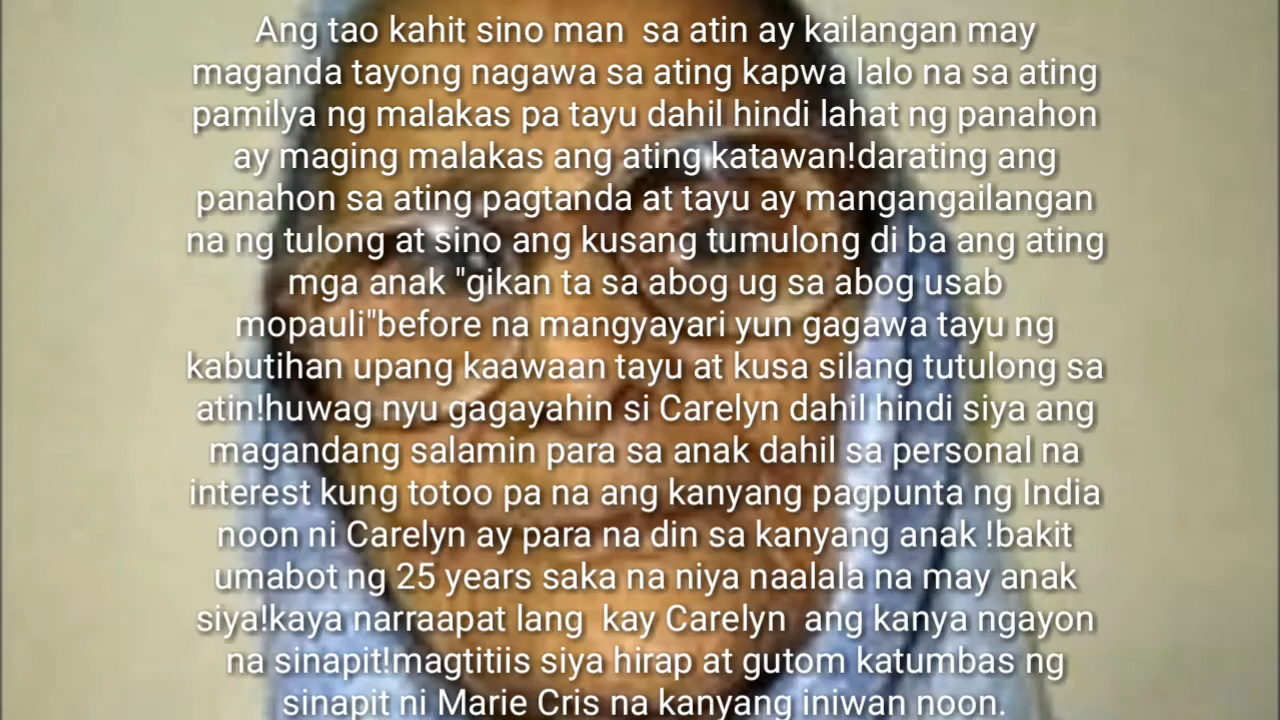 Ang tao kahit sino man  sa atin ay kailangan may
maganda tayong nagawa sa ating kapwa lalo na sa ating
pamilya ng malakas pa tayu dahil hindi lahat ng panahon
ay maging malakas ang ating katawan!darating ang
panahon sa ating pagtanda at tayu ay mangangailangan
na ng tulong at sino ang kusang tumulong di ba ang ating
mga anak "gikan ta sa abog ug sa abog usab
mopauli"before na mangyayari yun gagawa tayu ng
kabutihan upang kaawaan tayu at kusa silang tutulong sa
atin!huwag nyu gagayahin si Carelyn dahil hindi siya ang
magandang salamin para sa anak dahil sa personal na
interest kung totoo pa na ang kanyang pagpunta ng India
noon ni Carelyn ay para na din sa kanyang anak !bakit
umabot ng 25 years saka na niya naalala na may anak
siya!kaya narraapat lang  kay Carelyn  ang kanya ngayon
na sinapit!magtitiis siya hirap at gutom katumbas ng
sinapit ni Marie Cris na kanyang iniwan noon.